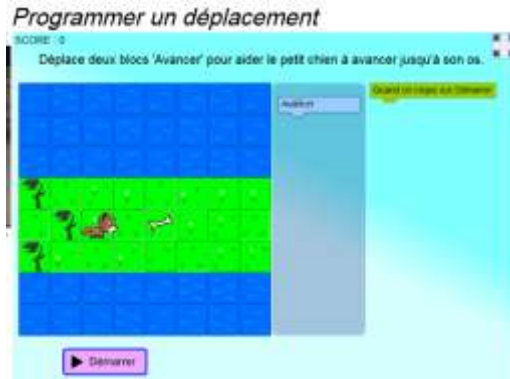 Programmer un déplacement
SCORE : 0
Déplace deux blocs 'Avancer' pour aider le petit chien à avancer jusqu'à son os.
Avancer
Quand on clique sur Démarrer
Démarrer